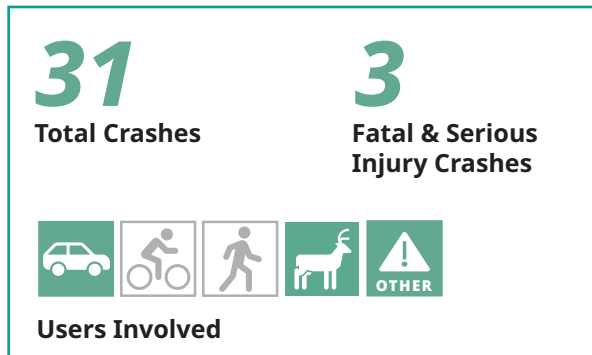 31
Total Crashes
3
Fatal & Serious
Injury Crashes
OTHER
Users Involved